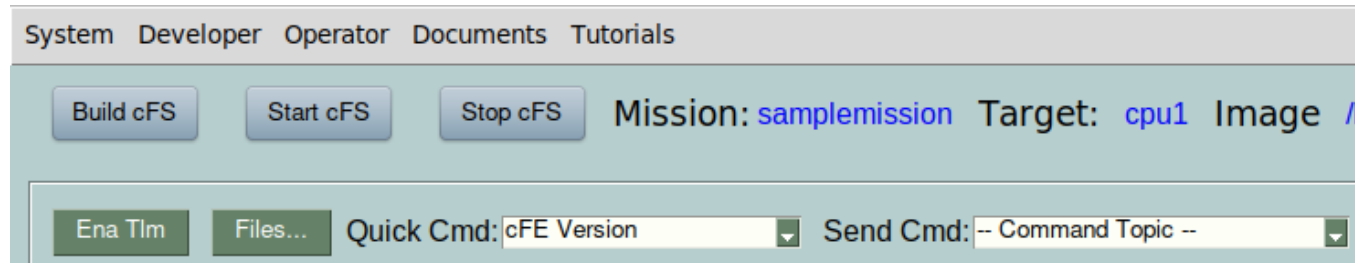 System Developer Operator Documents Tutorials
Build cFS Start cFS Stop cFS Mission: samplemission Target: cpu1 Image /
Ena Tlm Files... Quick Cmd: cFE Version Send Cmd: -- Command Topic --